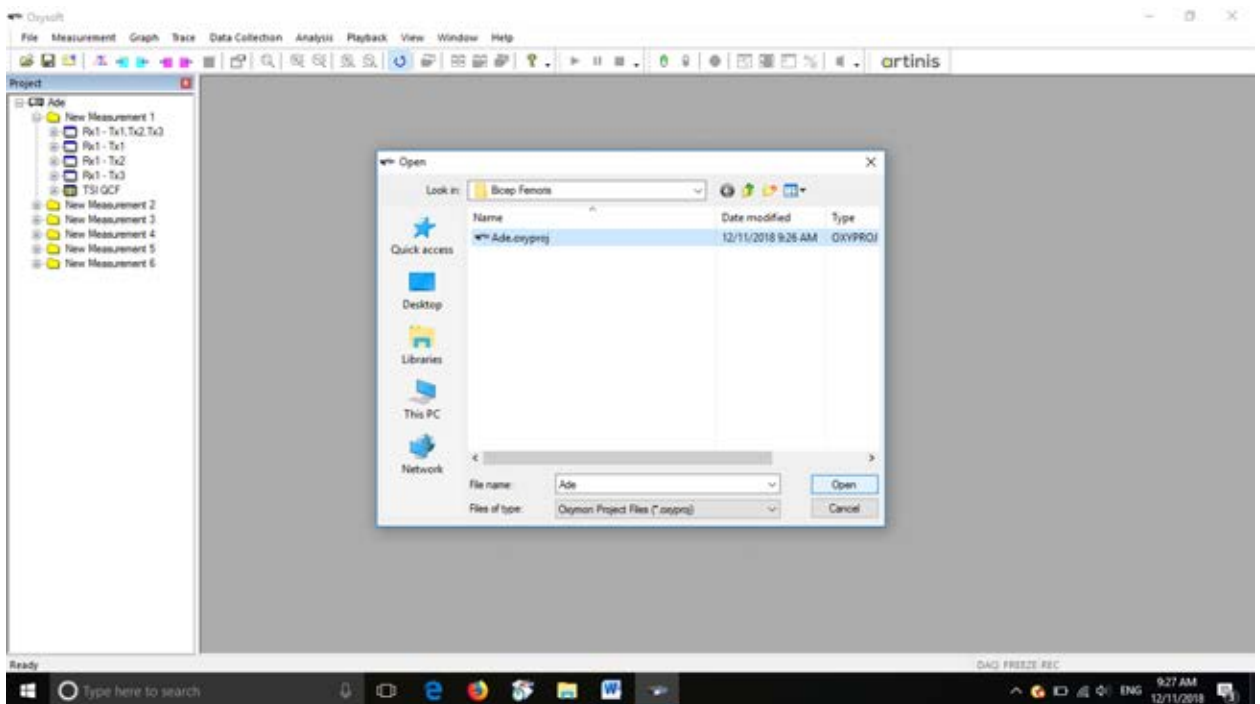 Oxysoft
File Measurement Graph Trace Data Collection Analysis Playback View Window Help
artinis
Project
Ade
New Measurement 1
Rx1 - Tx1,Tx2,Tx3
Rx1 - Tx1
Rx1 - Tx2
Rx1 - Tx3
TSI QCF
New Measurement 2
New Measurement 3
New Measurement 4
New Measurement 5
New Measurement 6
Open
Look in: Bicep Femoris
Name Date modified Type
Ade.oxyproj 12/11/2018 9:26 AM OXYPROJ
Quick access
Desktop
Libraries
This PC
Network
File name: Ade Open
Files of type: Oxymon Project Files (*.oxyproj) Cancel
Ready DAQ FREEZE REC
Type here to search ENG 9:27 AM
12/11/2018